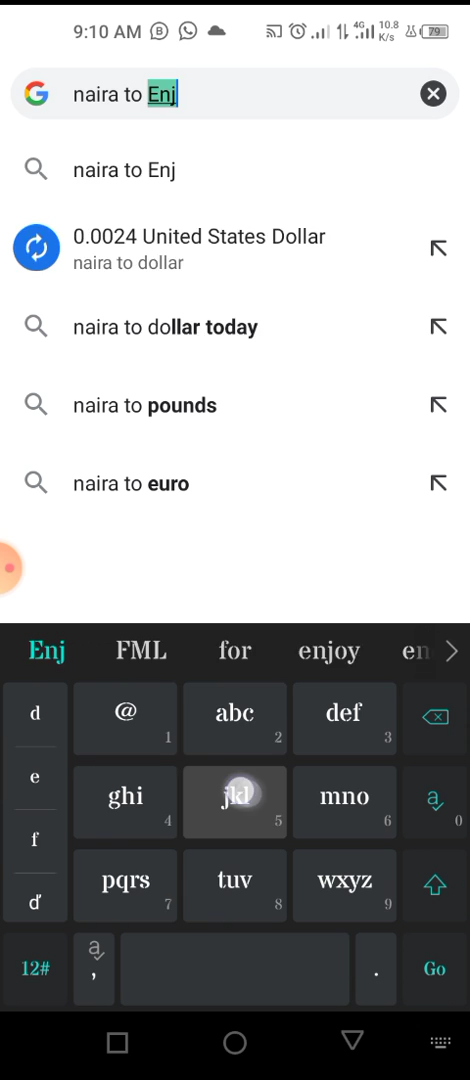 9:10 AM B 4G 10.8 K/s 79
naira to Enj
naira to Enj
0.0024 United States Dollar
naira to dollar
naira to dollar today
naira to pounds
naira to euro
Enj FML for enjoy en
d @ 1 abc 2 def 3
e ghi 4 jkl 5 mno 6 a 0
f
ď pqrs 7 tuv 8 wxyz 9
12# a , . Go